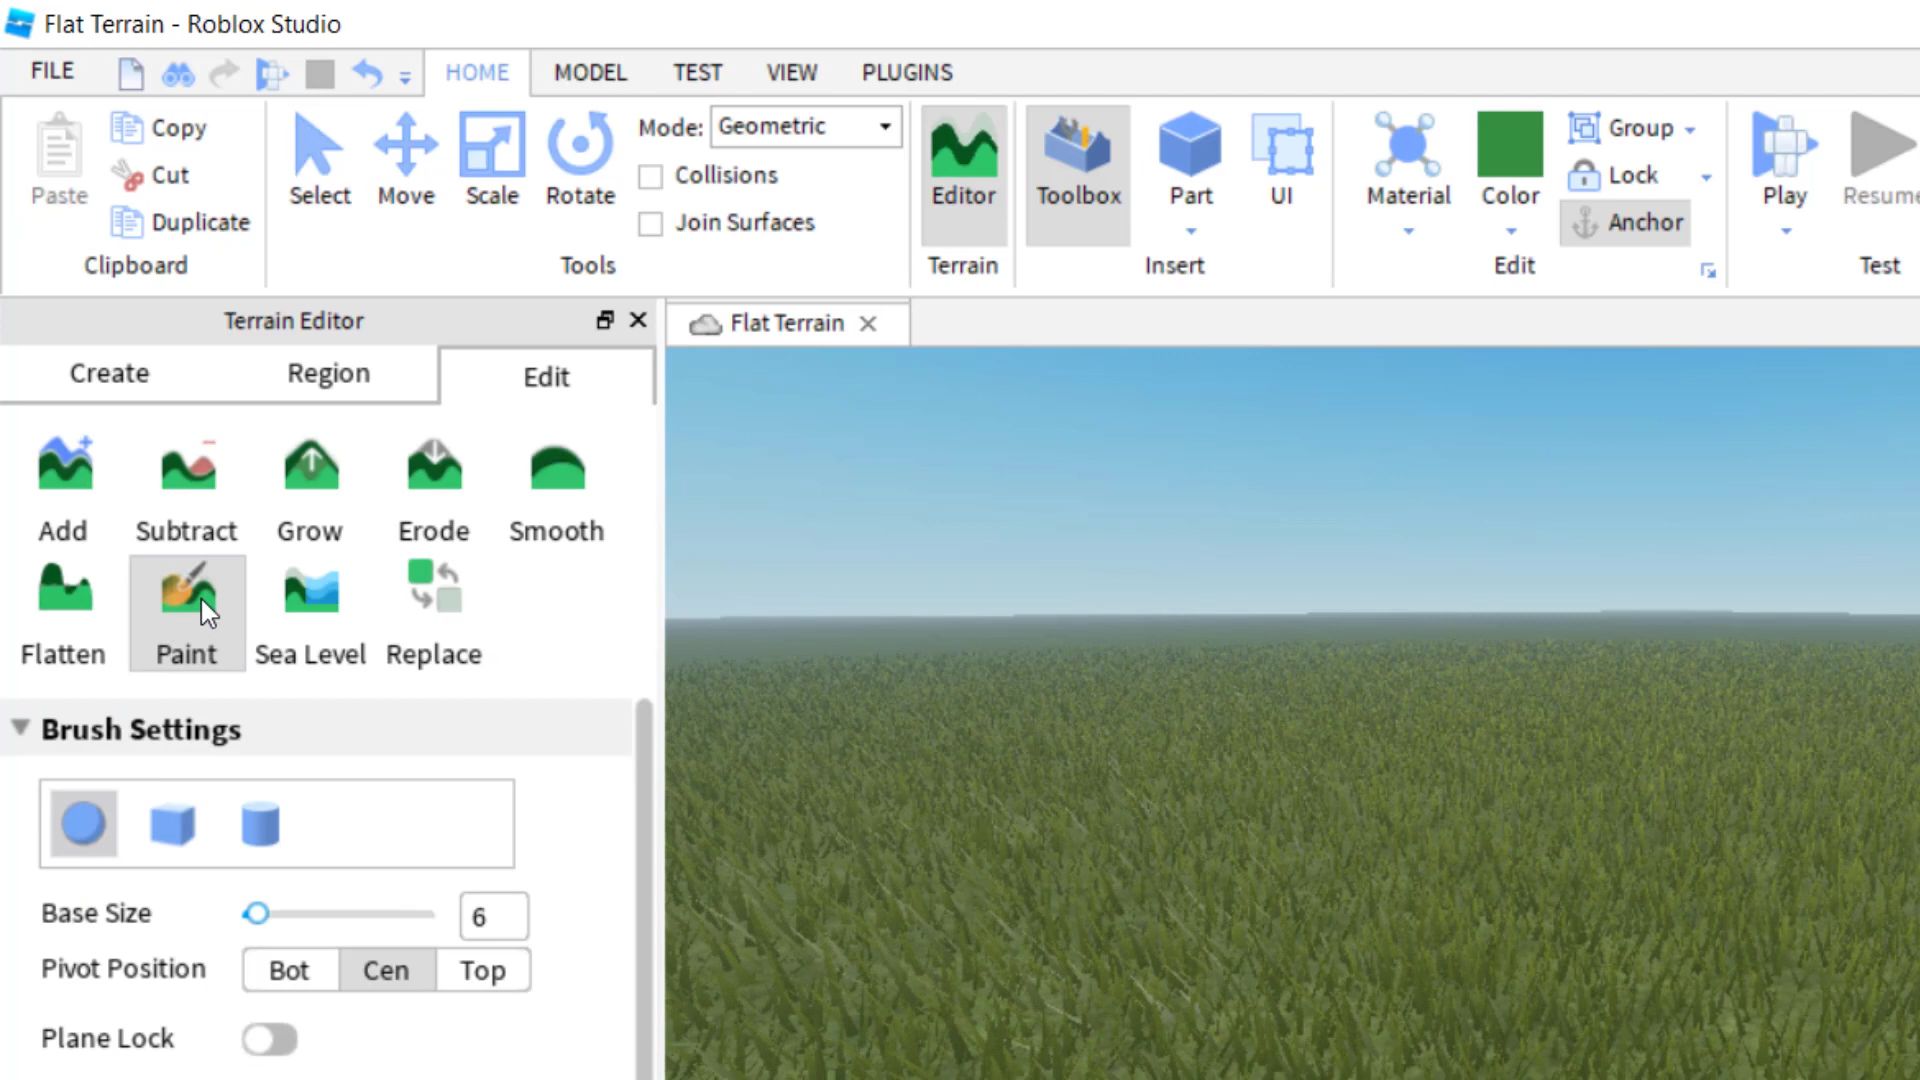 Flat Terrain - Roblox Studio
FILE HOME MODEL TEST VIEW PLUGINS
Paste
Copy
Cut
Duplicate
Clipboard
Select Move Scale Rotate
Mode: Geometric
Collisions
Join Surfaces
Tools
Editor
Terrain
Toolbox Part UI
Insert
Material Color
Group
Lock
Anchor
Edit
Play Resume
Test
Terrain Editor
Flat Terrain
Create Region Edit
Add Subtract Grow Erode Smooth
Flatten Paint Sea Level Replace
Brush Settings
Base Size 6
Pivot Position Bot Cen Top
Plane Lock